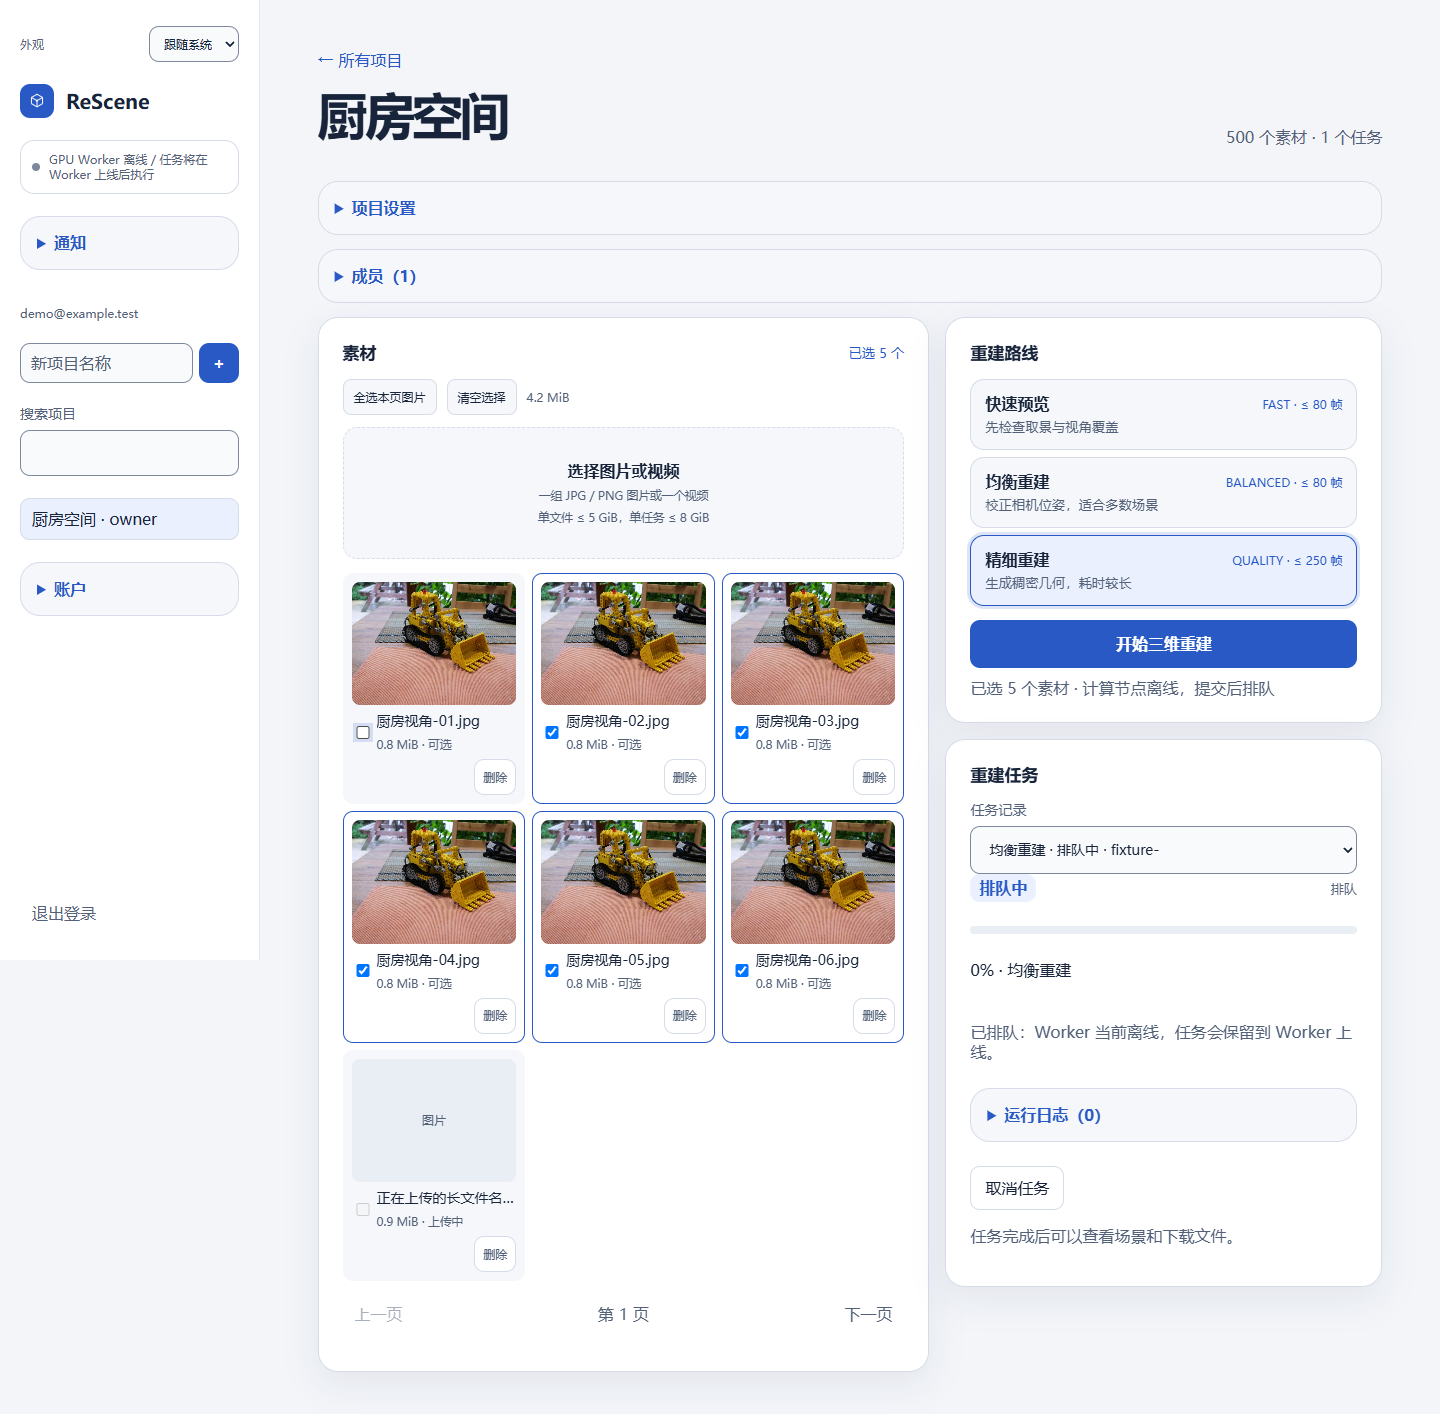 外观
跟随系统
ReScene
GPU Worker 离线 / 任务将在
Worker 上线后执行
通知
demo@example.test
新项目名称
+
搜索项目
厨房空间 · owner
账户
退出登录
← 所有项目
厨房空间
500 个素材 · 1 个任务
项目设置
成员（1）
素材
已选 5 个
全选本页图片
清空选择
4.2 MiB
选择图片或视频
一组 JPG / PNG 图片或一个视频
单文件 ≤ 5 GiB，单任务 ≤ 8 GiB
厨房视角-01.jpg
0.8 MiB · 可选
删除
厨房视角-02.jpg
0.8 MiB · 可选
删除
厨房视角-03.jpg
0.8 MiB · 可选
删除
厨房视角-04.jpg
0.8 MiB · 可选
删除
厨房视角-05.jpg
0.8 MiB · 可选
删除
厨房视角-06.jpg
0.8 MiB · 可选
删除
图片
正在上传的长文件名...
0.9 MiB · 上传中
删除
上一页
第 1 页
下一页
重建路线
快速预览
FAST · ≤ 80 帧
先检查取景与视角覆盖
均衡重建
BALANCED · ≤ 80 帧
校正相机位姿，适合多数场景
精细重建
QUALITY · ≤ 250 帧
生成稠密几何，耗时较长
开始三维重建
已选 5 个素材 · 计算节点离线，提交后排队
重建任务
任务记录
均衡重建 · 排队中 · fixture-
排队中
排队
0% · 均衡重建
已排队：Worker 当前离线，任务会保留到 Worker 上
线。
运行日志（0）
取消任务
任务完成后可以查看场景和下载文件。